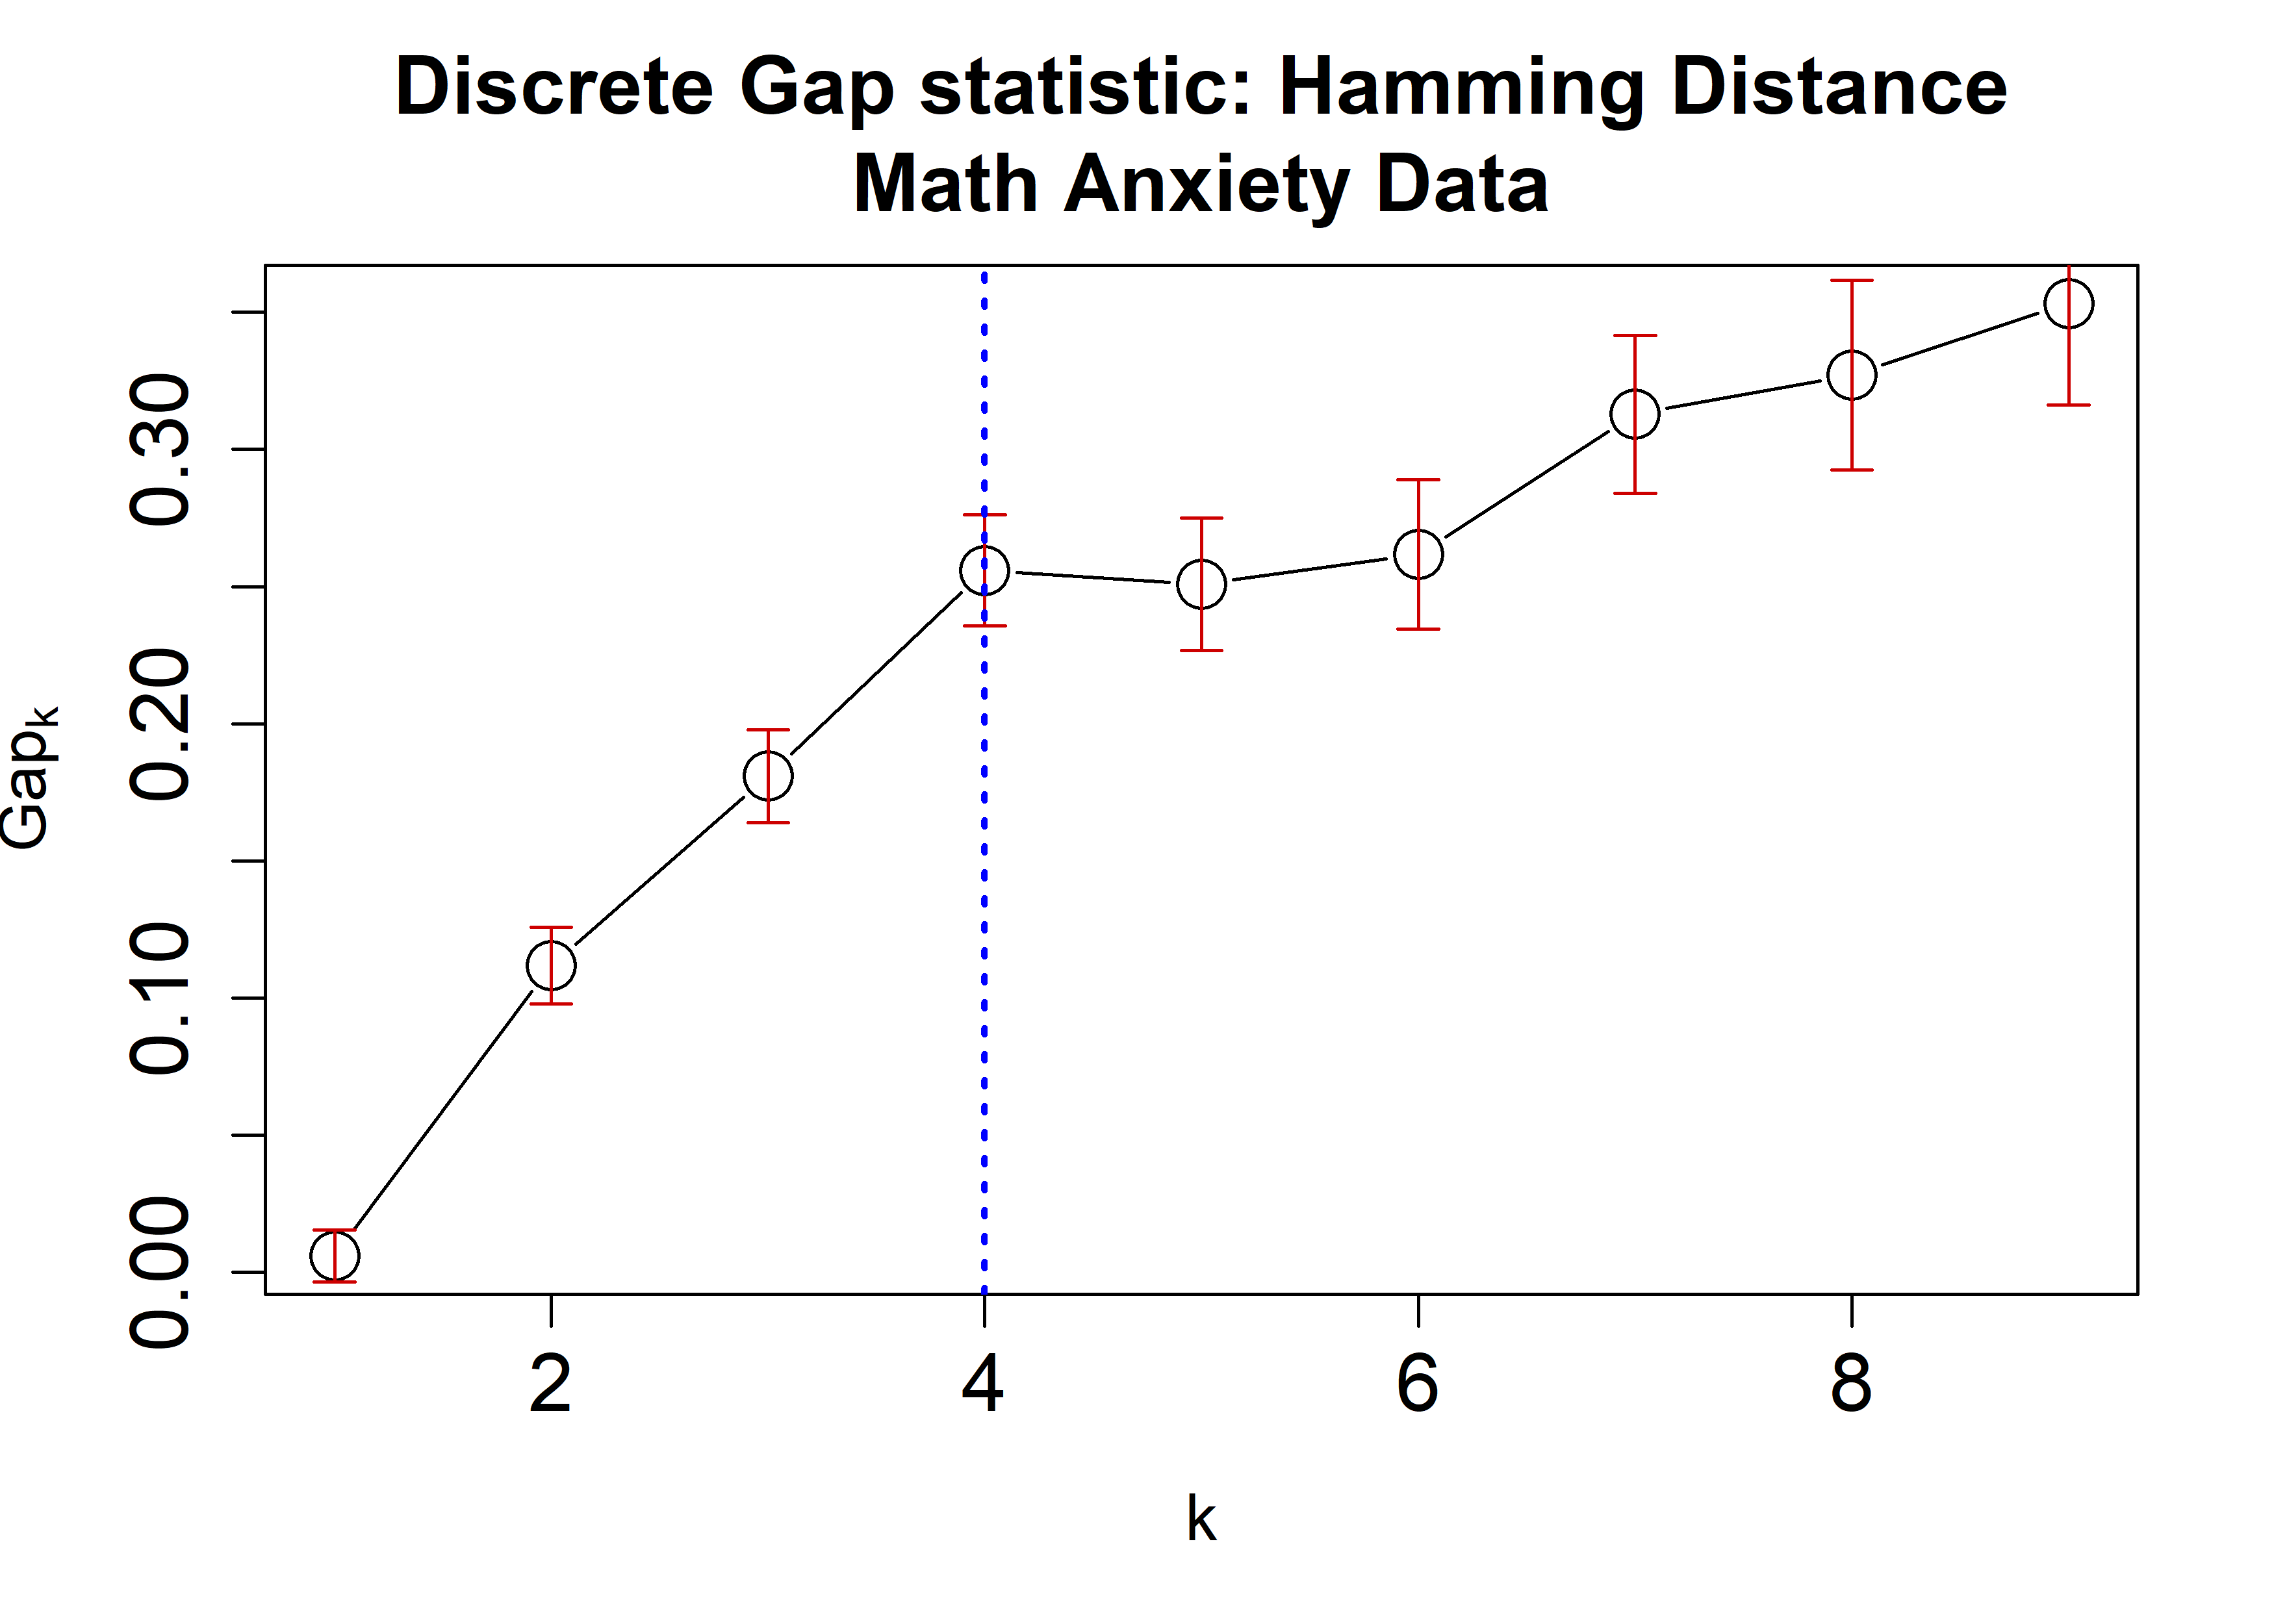 Discrete Gap statistic: Hamming Distance
Math Anxiety Data
Gapk
0.30
0.20
0.10
0.00
2 4 6 8
k